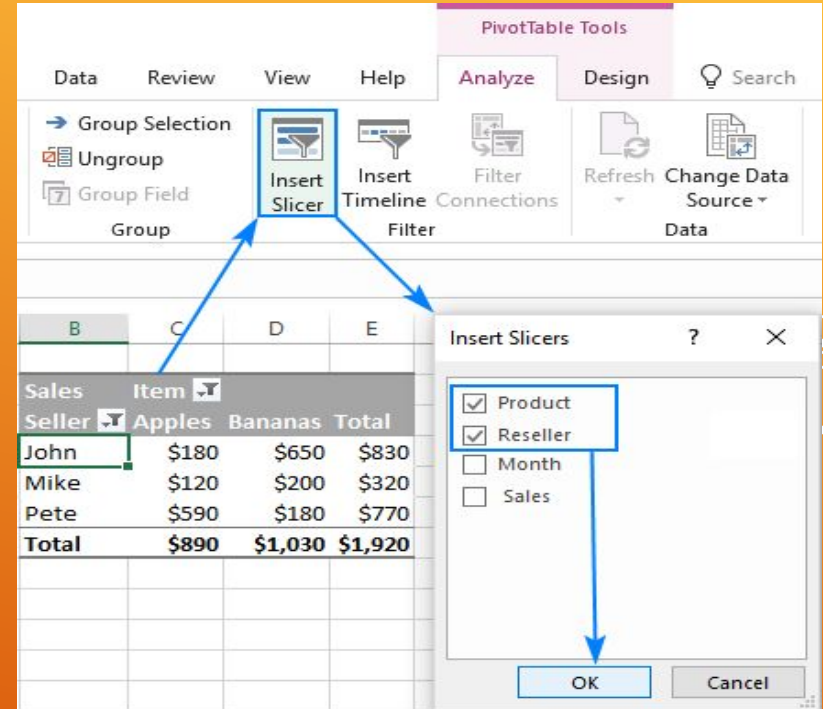 PivotTable Tools
Data Review View Help Analyze Design Search
Group Selection
Ungroup
7 Group Field
Group
Insert
Slicer
Insert
Timeline
Filter
Connections
Filter
Refresh
Change Data
Source
Data
B C D E
Sales Item
Seller Apples Bananas Total
John $180 $650 $830
Mike $120 $200 $320
Pete $590 $180 $770
Total $890 $1,030 $1,920
Insert Slicers ? ×
Product
Reseller
Month
Sales
OK Cancel